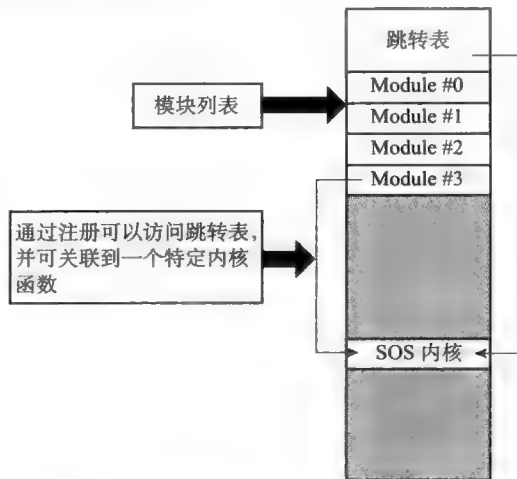 跳转表
Module #0
模块列表
Module #1
Module #2
Module #3
通过注册可以访问跳转表，
并可关联到一个特定内核
函数
SOS 内核